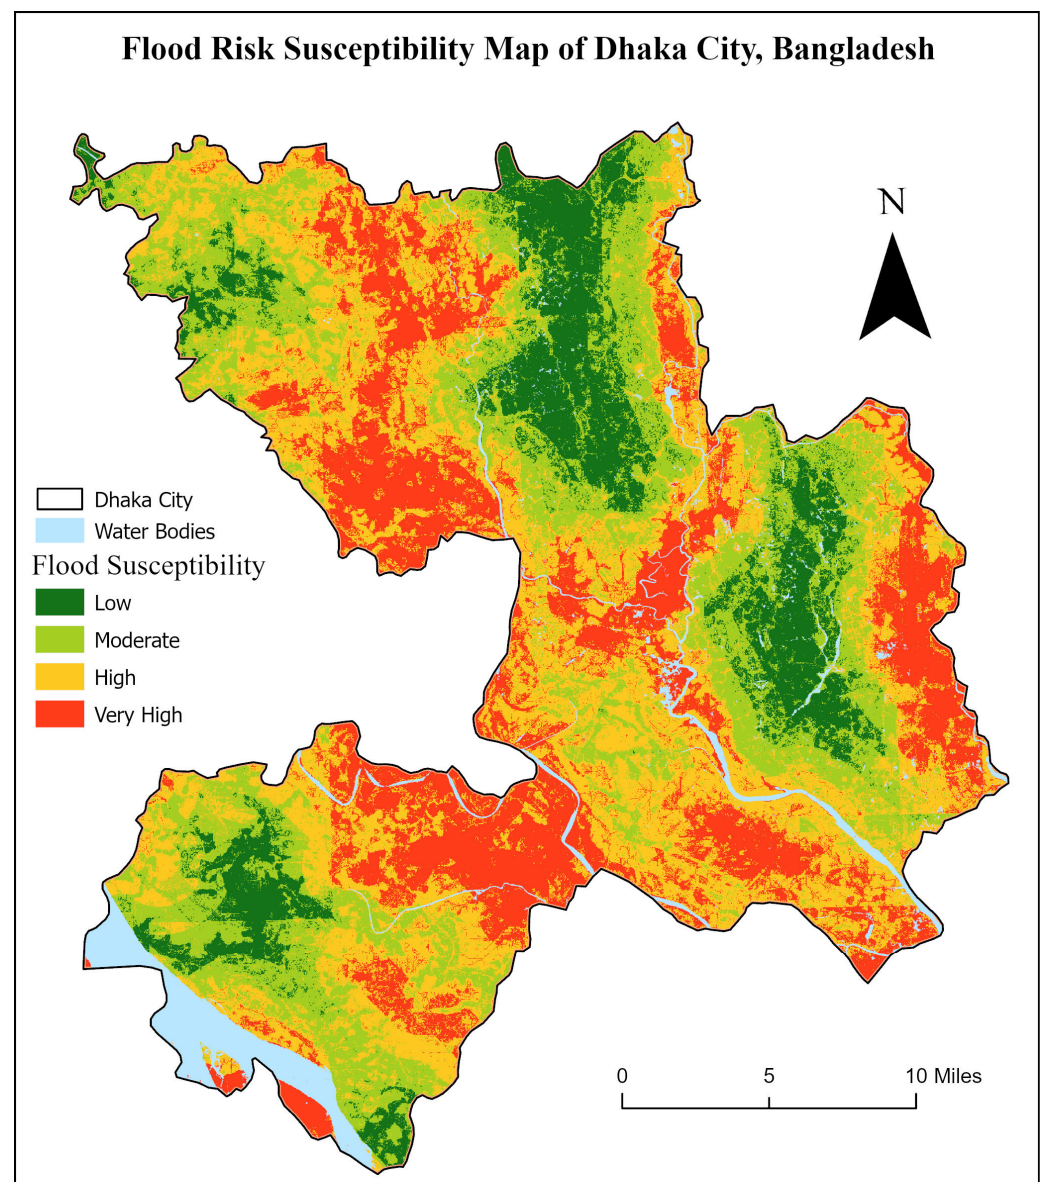 Flood Risk Susceptibility Map of Dhaka City, Bangladesh
N
Dhaka City
Water Bodies
Flood Susceptibility
Low
Moderate
High
Very High
0 5 10 Miles